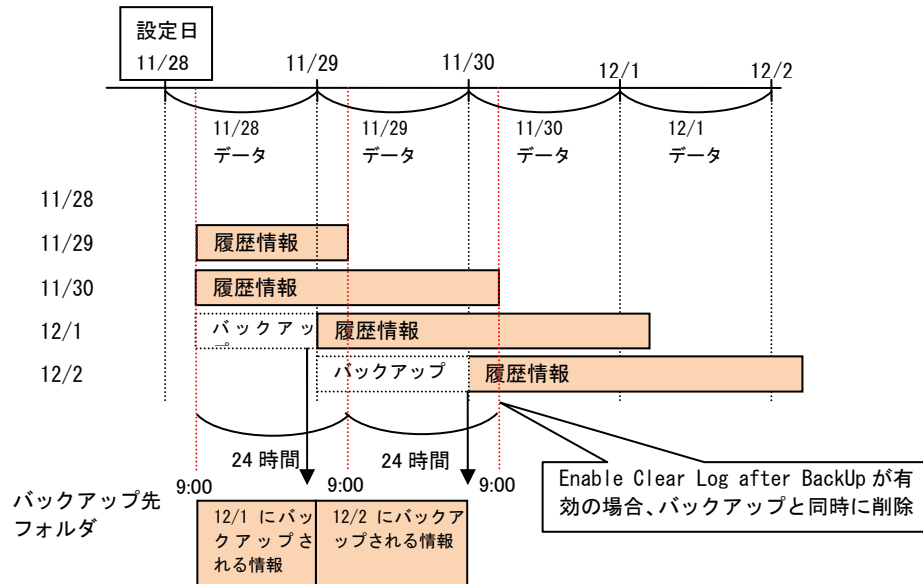 設定日
11/28
11/29
11/30
12/1
12/2
11/28
データ
11/29
データ
11/30
データ
12/1
データ
11/28
11/29
履歴情報
11/30
履歴情報
12/1
バックアップ
履歴情報
12/2
バックアップ
履歴情報
24 時間
24 時間
9:00
9:00
9:00
Enable Clear Log after BackUp が有
効の場合、バックアップと同時に削除
バックアップ先
フォルダ
12/1 にバッ
クアップさ
れる情報
12/2 にバックア
ップされる情報